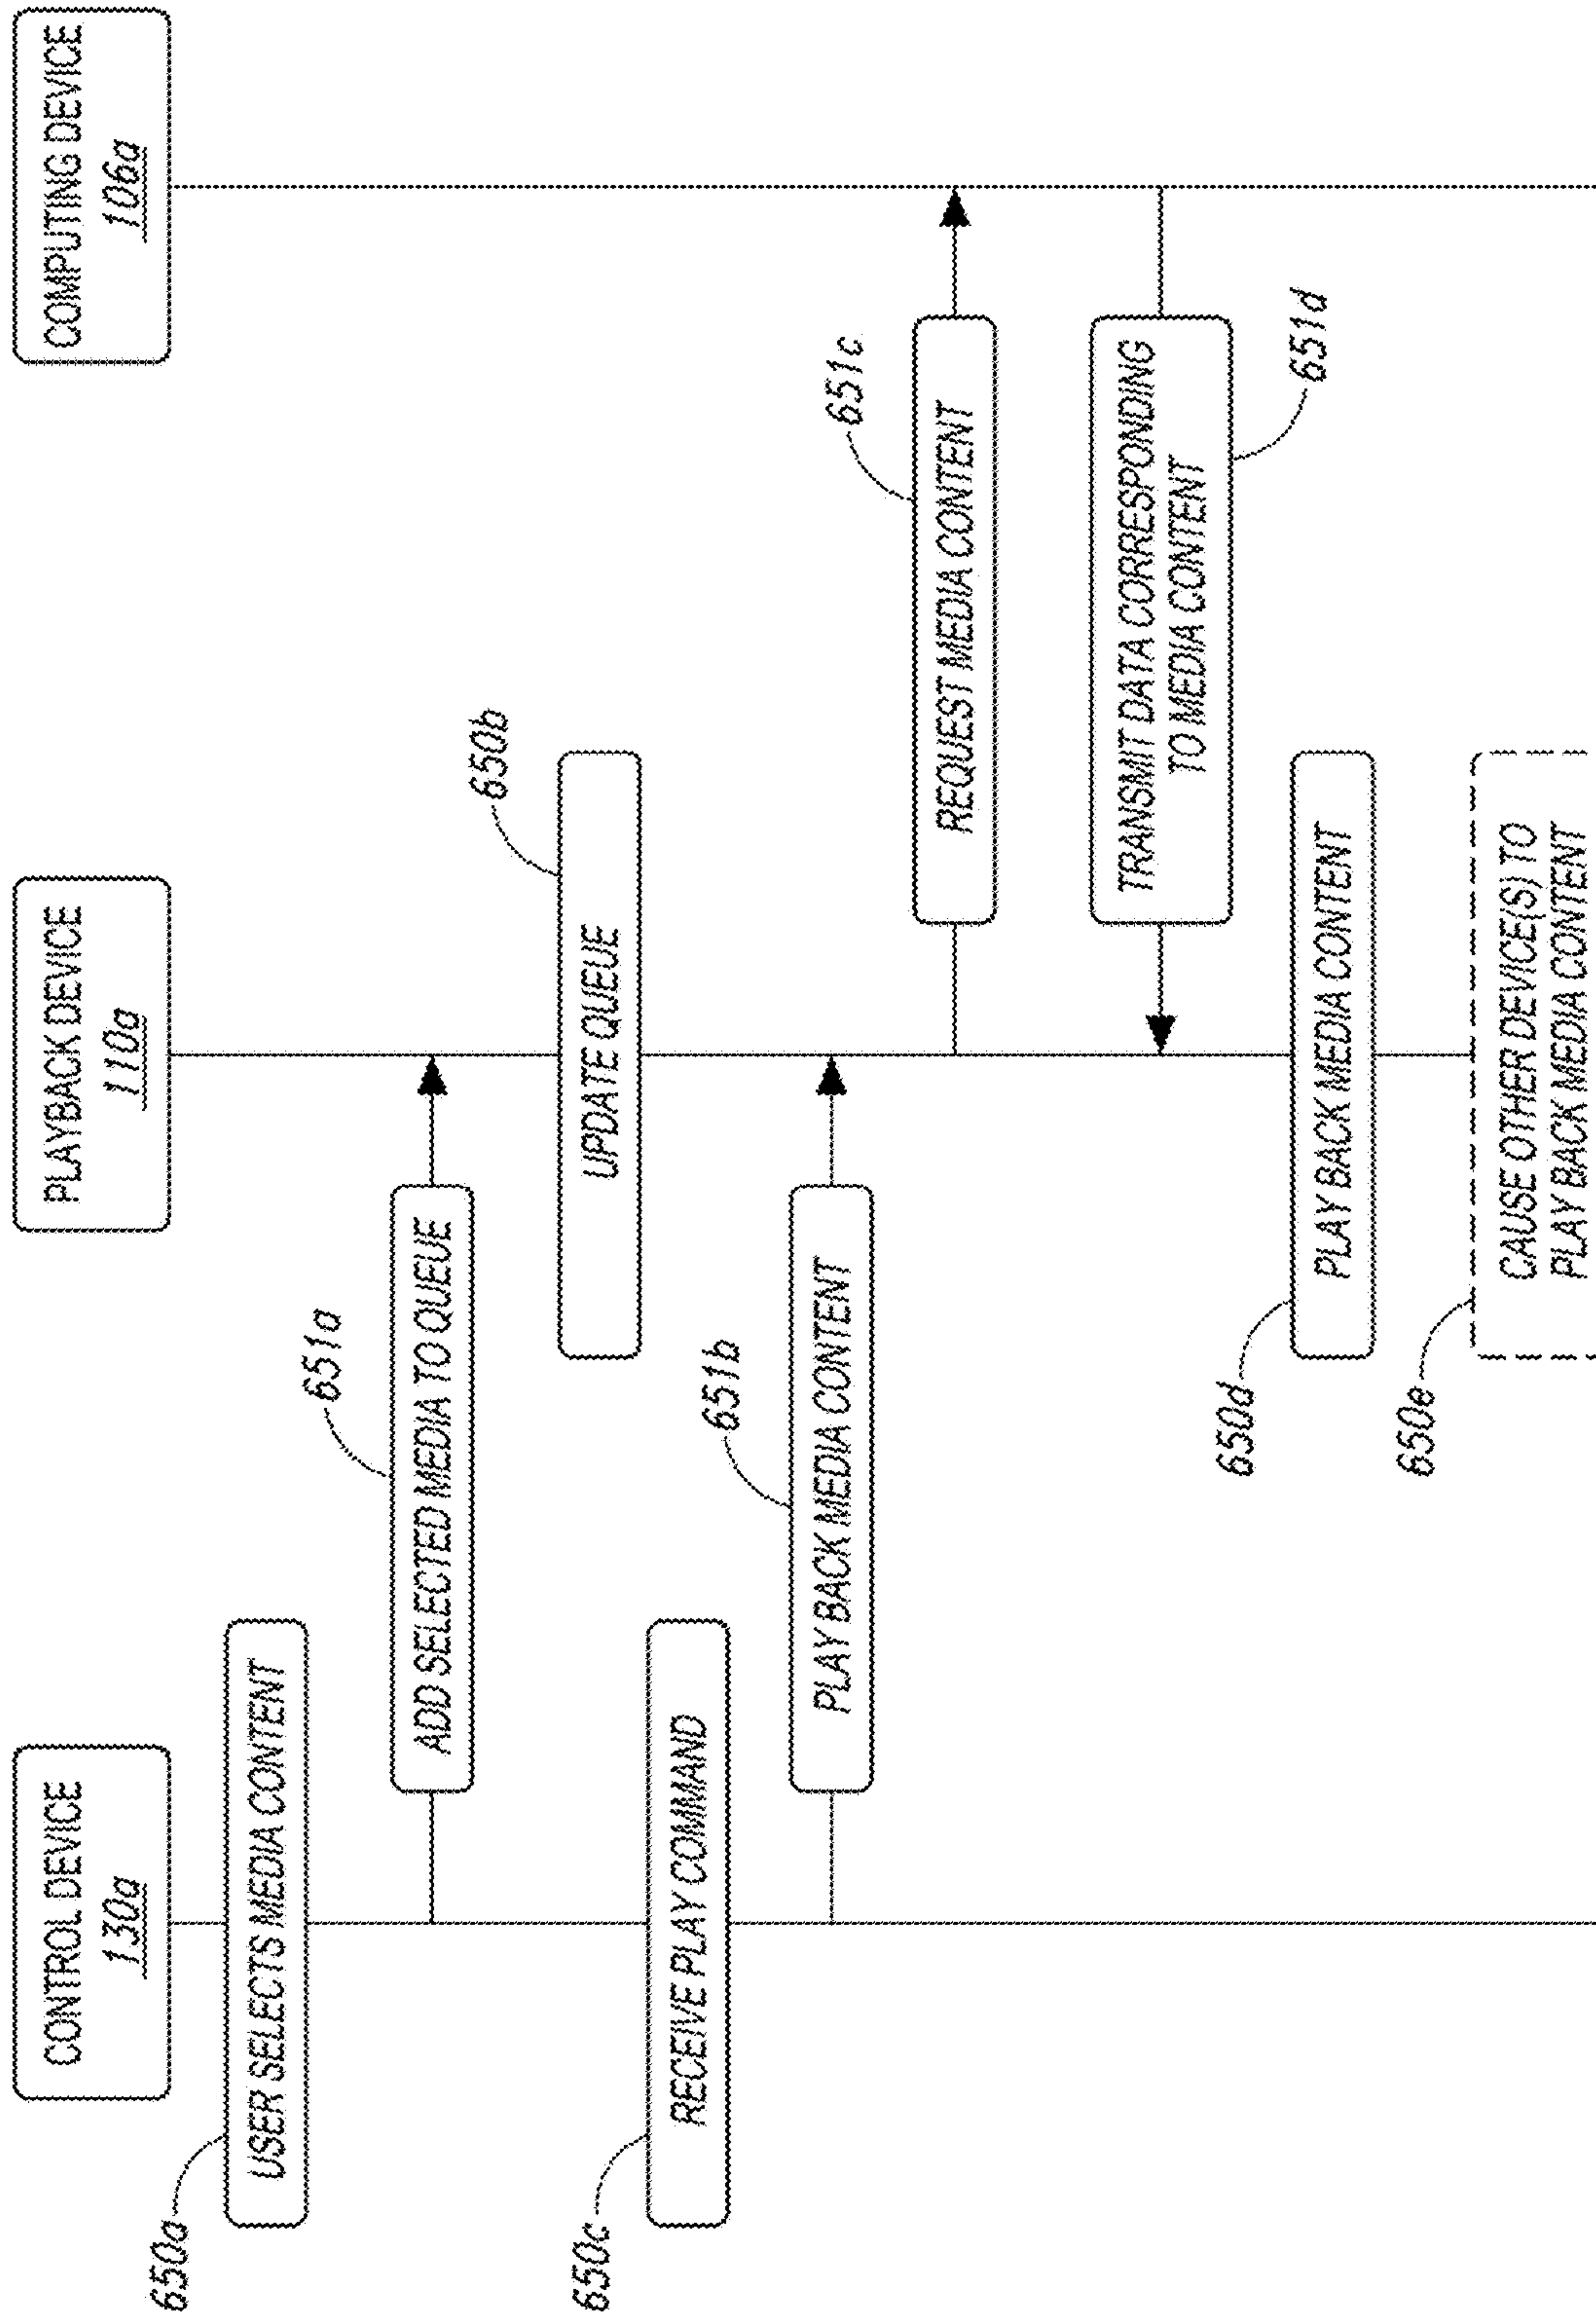 CONTROL DEVICE
130a
PLAYBACK DEVICE
110a
COMPUTING DEVICE
106a
650a
USER SELECTS MEDIA CONTENT
651a
ADD SELECTED MEDIA TO QUEUE
650b
UPDATE QUEUE
650c
RECEIVE PLAY COMMAND
651b
PLAY BACK MEDIA CONTENT
651c
REQUEST MEDIA CONTENT
TRANSMIT DATA CORRESPONDING
TO MEDIA CONTENT
651d
650d
PLAY BACK MEDIA CONTENT
650e
CAUSE OTHER DEVICE(S) TO
PLAY BACK MEDIA CONTENT